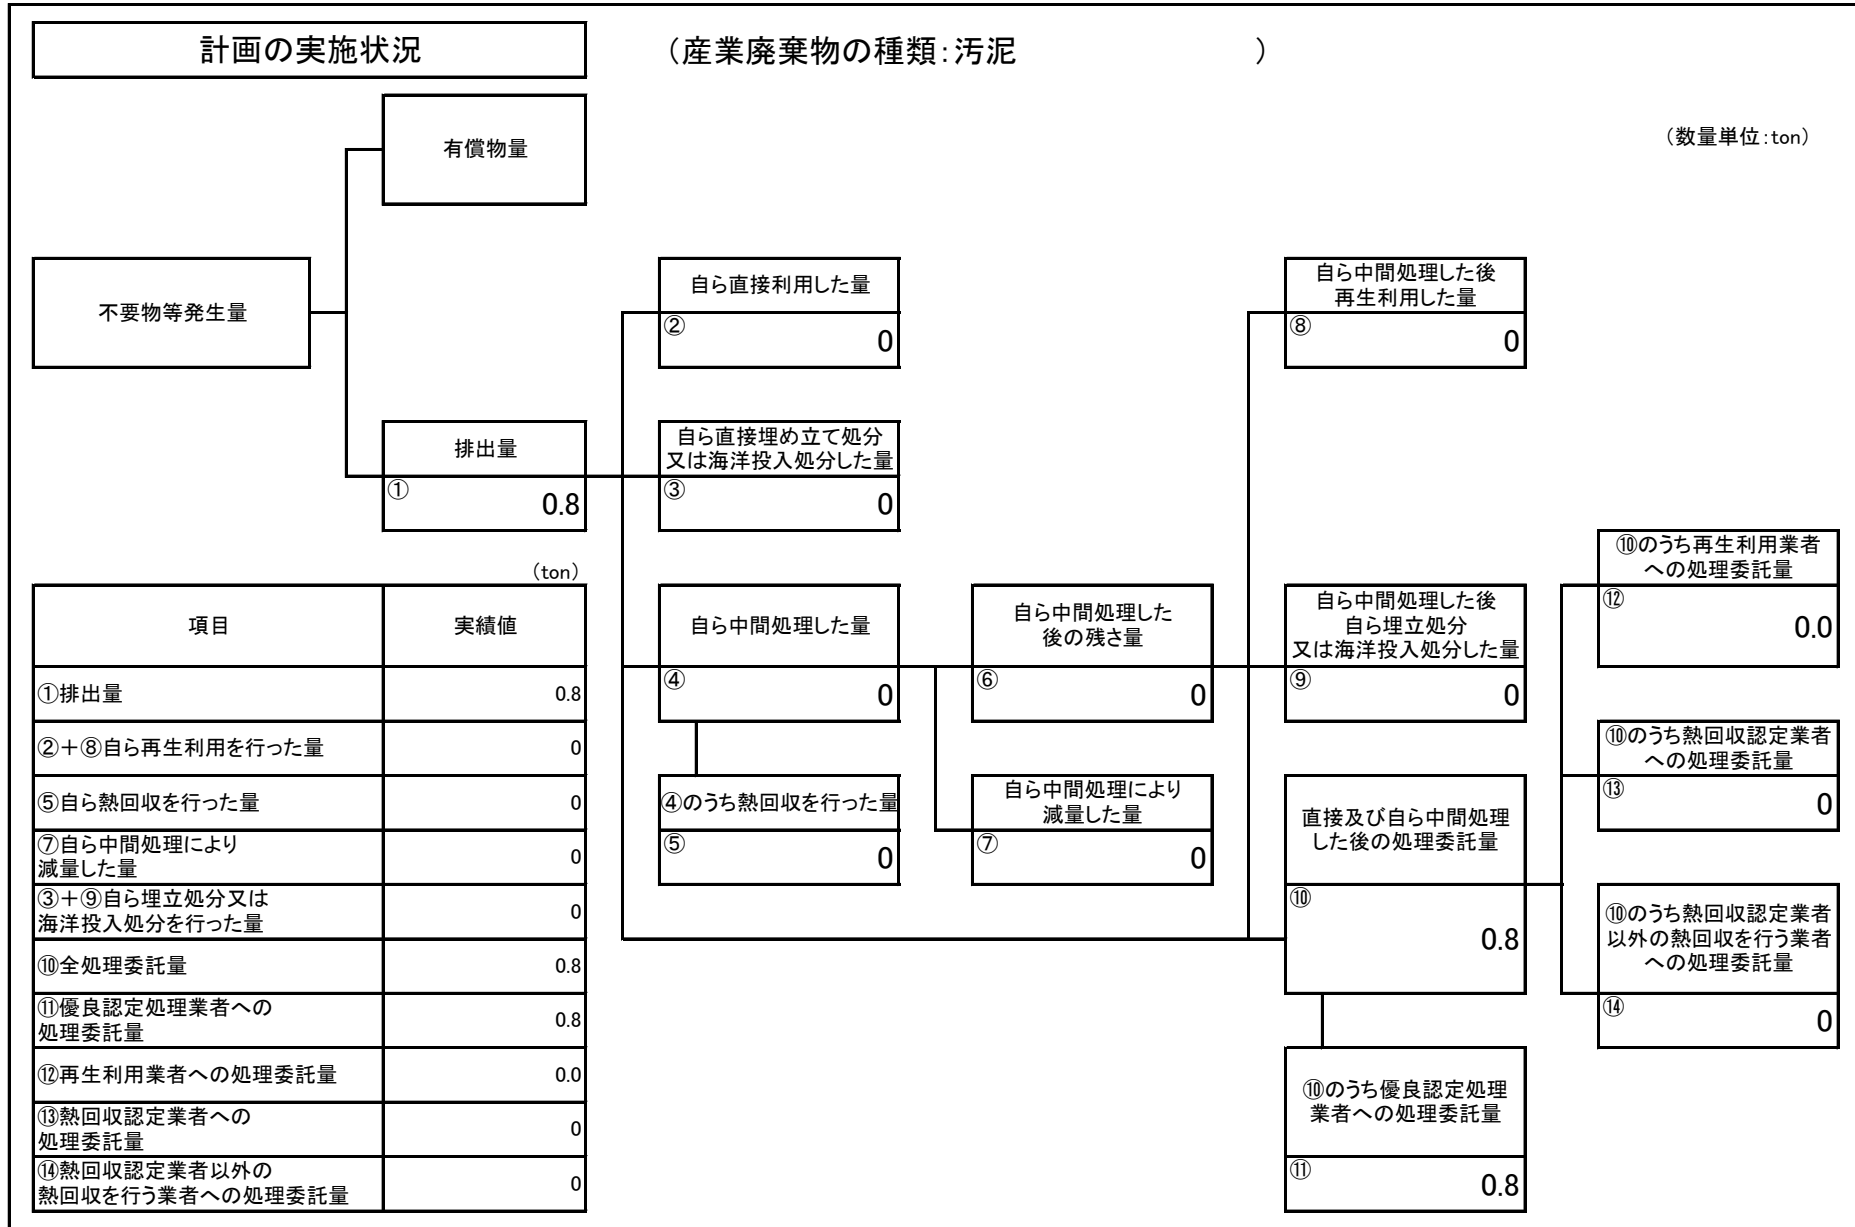 計画の実施状況
（産業廃棄物の種類：汚泥　　　　　　　　）
（数量単位：ton）
有償物量
不要物等発生量
自ら直接利用した量
②
0
自ら中間処理した後
再生利用した量
⑧
0
排出量
①
0.8
自ら直接埋め立て処分
又は海洋投入処分した量
③
0
自ら中間処理した量
④
0
自ら中間処理した
後の残さ量
⑥
0
自ら中間処理した後
自ら埋立処分
又は海洋投入処分した量
⑨
0
⑩のうち再生利用業者
への処理委託量
⑫
0.0
④のうち熱回収を行った量
⑤
0
自ら中間処理により
減量した量
⑦
0
直接及び自ら中間処理
した後の処理委託量
⑩
0.8
⑩のうち熱回収認定業者
への処理委託量
⑬
0
⑩のうち熱回収認定業者
以外の熱回収を行う業者
への処理委託量
⑭
0
⑩のうち優良認定処理
業者への処理委託量
⑪
0.8
（ton）
項目 実績値
①排出量 0.8
②＋⑧自ら再生利用を行った量 0
⑤自ら熱回収を行った量 0
⑦自ら中間処理により
減量した量 0
③＋⑨自ら埋立処分又は
海洋投入処分を行った量 0
⑩全処理委託量 0.8
⑪優良認定処理業者への
処理委託量 0.8
⑫再生利用業者への処理委託量 0.0
⑬熱回収認定業者への
処理委託量 0
⑭熱回収認定業者以外の
熱回収を行う業者への処理委託量 0